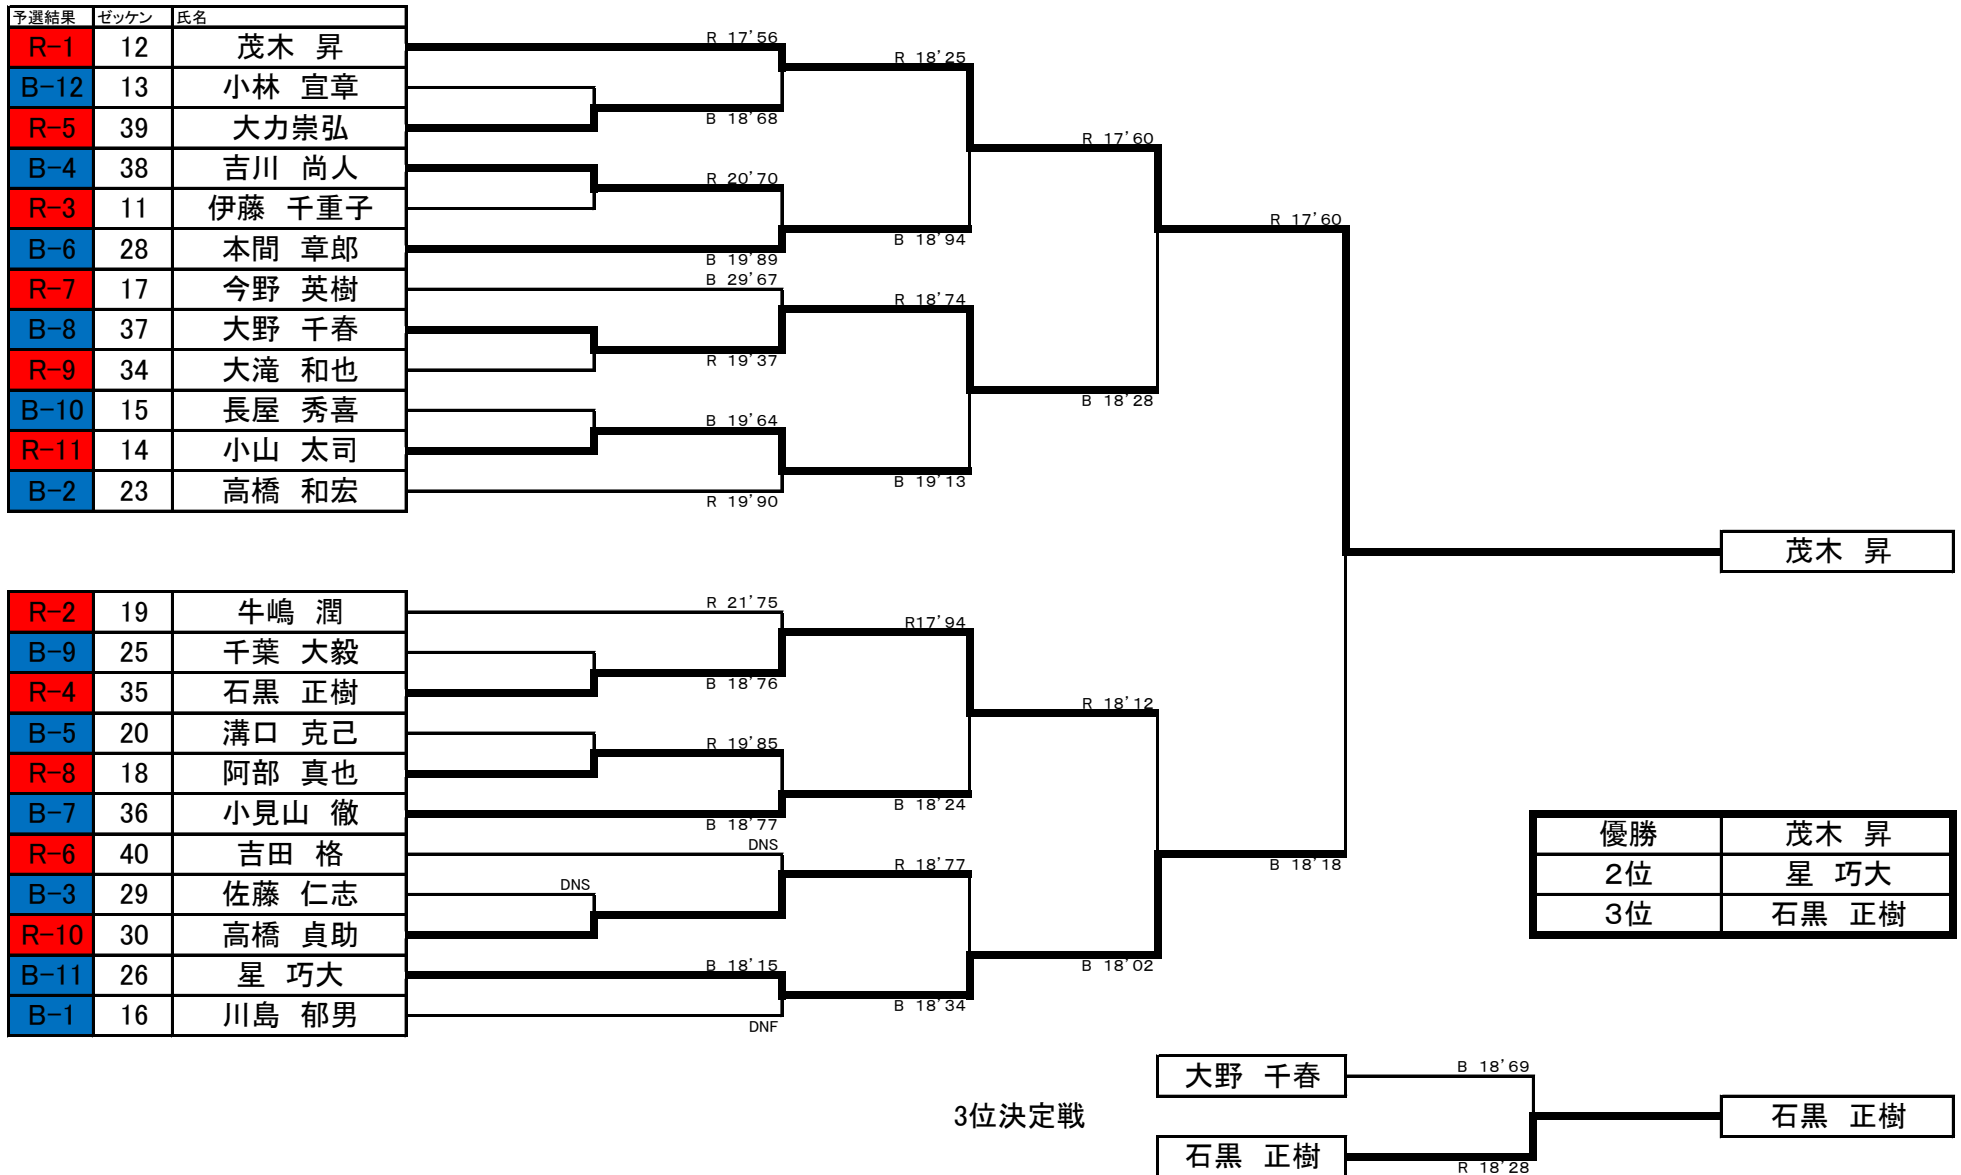 予選結果 ゼッケン 氏名
R-1 12 茂木 昇
B-12 13 小林 宣章
R-5 39 大力崇弘
B-4 38 吉川 尚人
R-3 11 伊藤 千重子
B-6 28 本間 章郎
R-7 17 今野 英樹
B-8 37 大野 千春
R-9 34 大滝 和也
B-10 15 長屋 秀喜
R-11 14 小山 太司
B-2 23 高橋 和宏
R 17'56
B 18'68
R 20'70
B 19'89
B 29'67
R 19'37
B 19'64
R 19'90
R 18'25
B 18'94
R 18'74
B 19'13
R 17'60
B 18'28
R 17'60
茂木 昇
R-2 19 牛嶋 潤
B-9 25 千葉 大毅
R-4 35 石黒 正樹
B-5 20 溝口 克己
R-8 18 阿部 真也
B-7 36 小見山 徹
R-6 40 吉田 格
B-3 29 佐藤 仁志
R-10 30 高橋 貞助
B-11 26 星 巧大
B-1 16 川島 郁男
DNS
R 21'75
B 18'76
R 19'85
B 18'77
DNS
B 18'15
DNF
R17'94
B 18'24
R 18'77
B 18'34
R 18'12
B 18'02
B 18'18
優勝 茂木 昇
2位 星 巧大
3位 石黒 正樹
3位決定戦
大野 千春
B 18'69
石黒 正樹
石黒 正樹
R 18'28